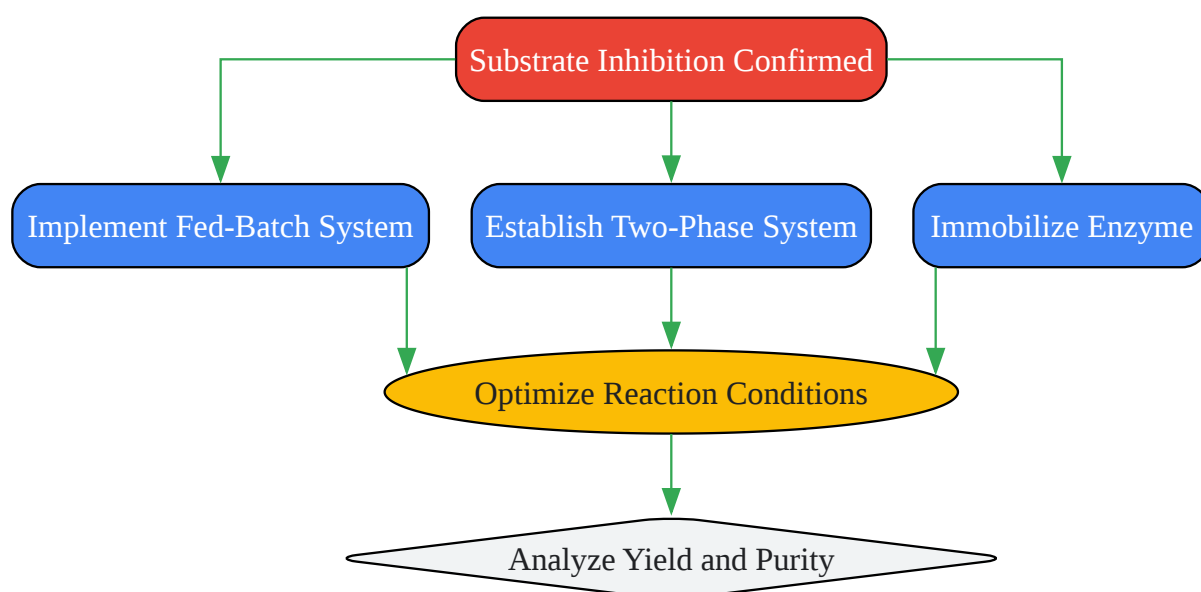 Substrate Inhibition Confirmed
Implement Fed-Batch System
Establish Two-Phase System
Immobilize Enzyme
Optimize Reaction Conditions
Analyze Yield and Purity